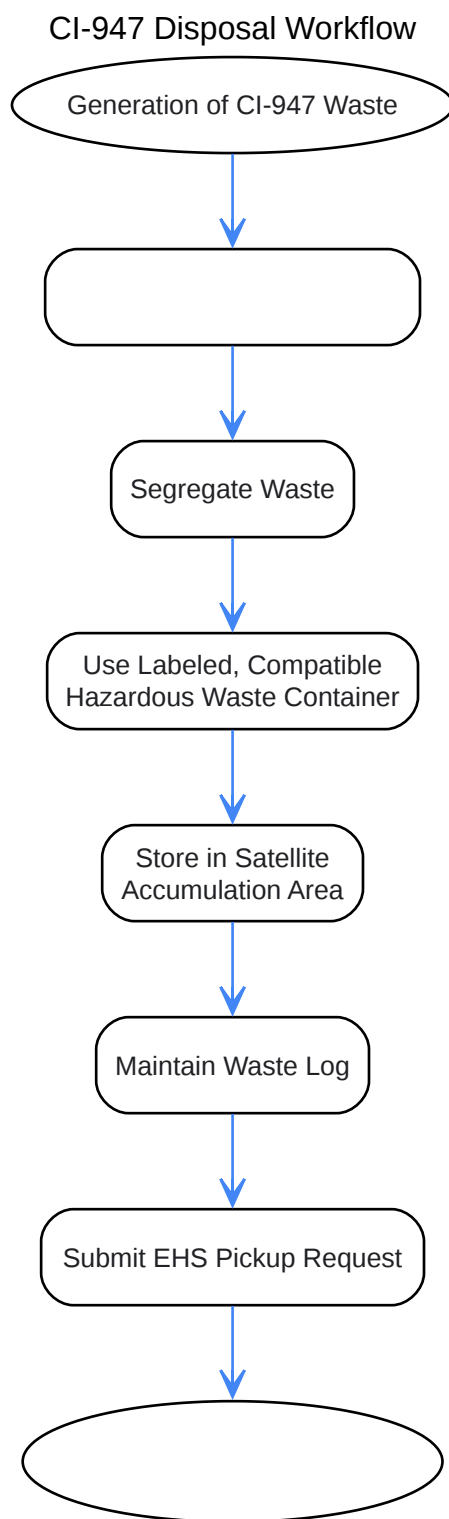 CI-947 Disposal Workflow
Generation of CI-947 Waste
Segregate Waste
Use Labeled, Compatible
Hazardous Waste Container
Store in Satellite
Accumulation Area
Maintain Waste Log
Submit EHS Pickup Request